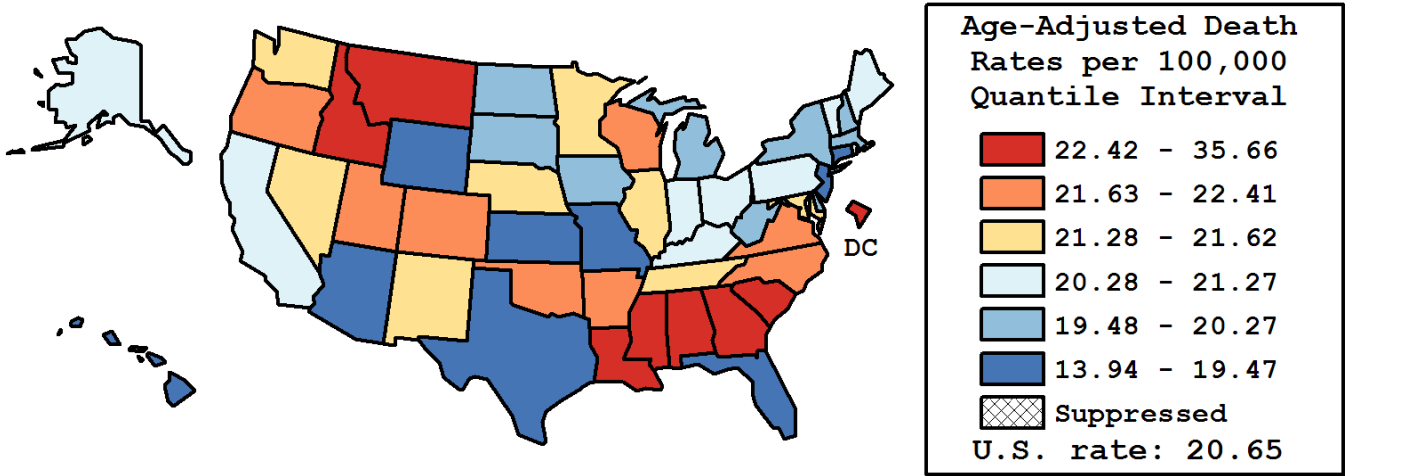 DC
Age-Adjusted Death
Rates per 100,000
Quantile Interval
22.42 - 35.66
21.63 - 22.41
21.28 - 21.62
20.28 - 21.27
19.48 - 20.27
13.94 - 19.47
Suppressed
U.S. rate: 20.65